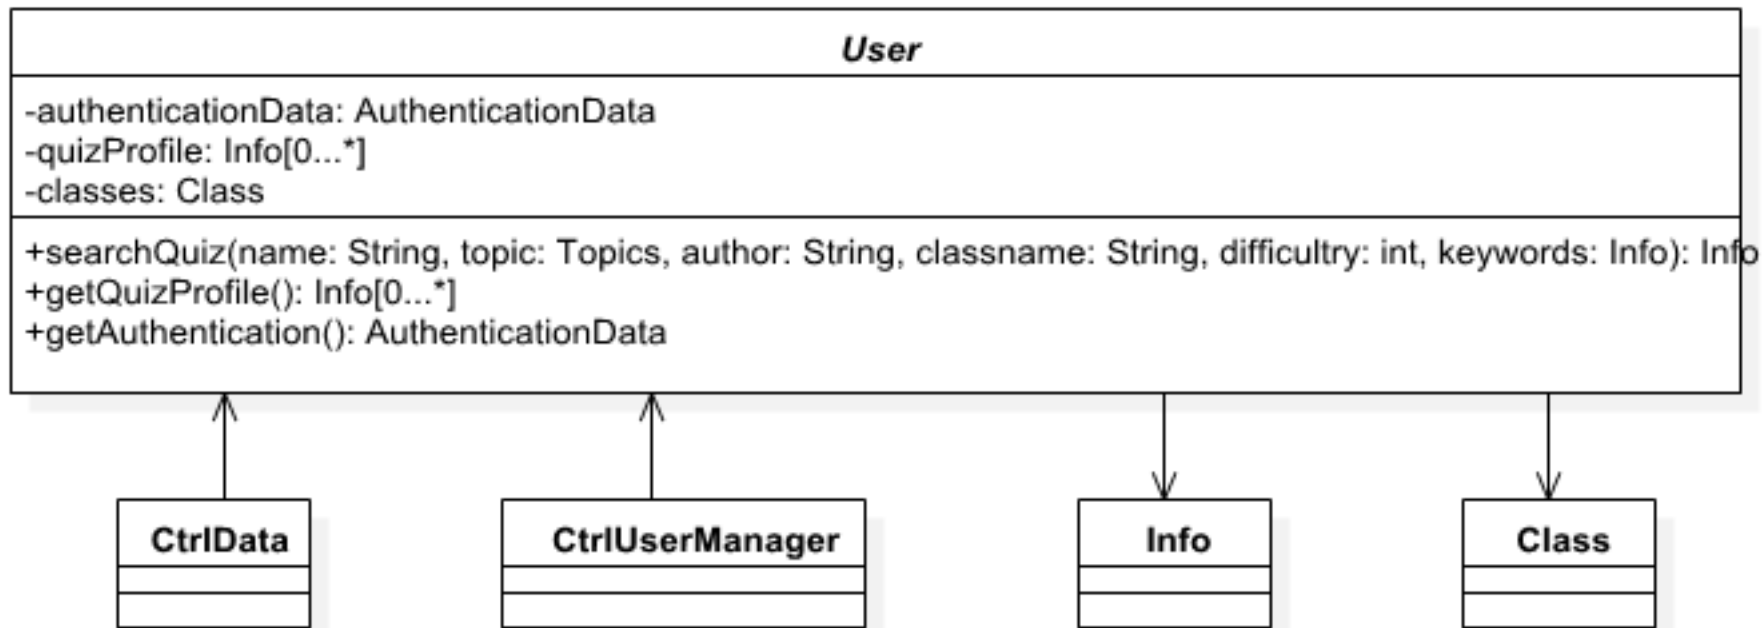 User
-authenticationData: AuthenticationData
-quizProfile: Info[0...*]
-classes: Class
+searchQuiz(name: String, topic: Topics, author: String, classname: String, difficultry: int, keywords: Info): Info
+getQuizProfile(): Info[0...*]
+getAuthentication(): AuthenticationData
CtrlData
CtrlUserManager
Info
Class